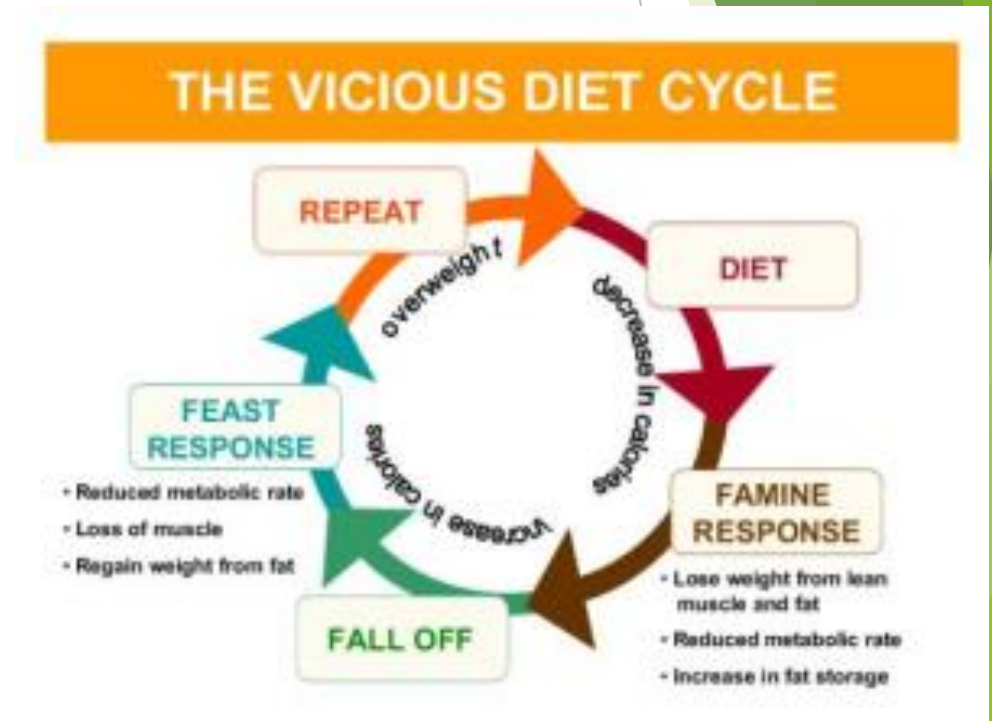 THE VICIOUS DIET CYCLE
REPEAT
overweight
DIET
decrease in calories
FEAST
RESPONSE
• Reduced metabolic rate
• Loss of muscle
• Regain weight from fat
increase in calories
FAMINE
RESPONSE
• Lose weight from lean
muscle and fat
• Reduced metabolic rate
• Increase in fat storage
FALL OFF